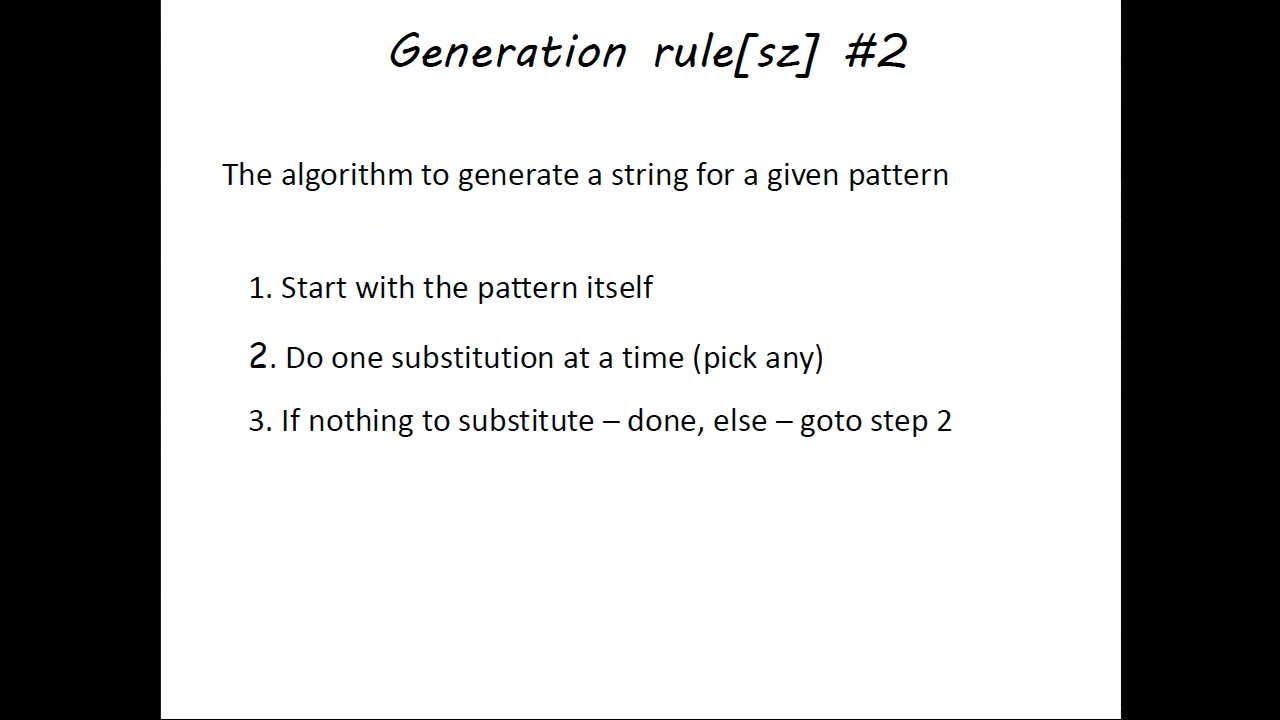 Generation rule[sz] #2
The algorithm to generate a string for a given pattern
1. Start with the pattern itself
2. Do one substitution at a time (pick any)
3. If nothing to substitute – done, else – goto step 2